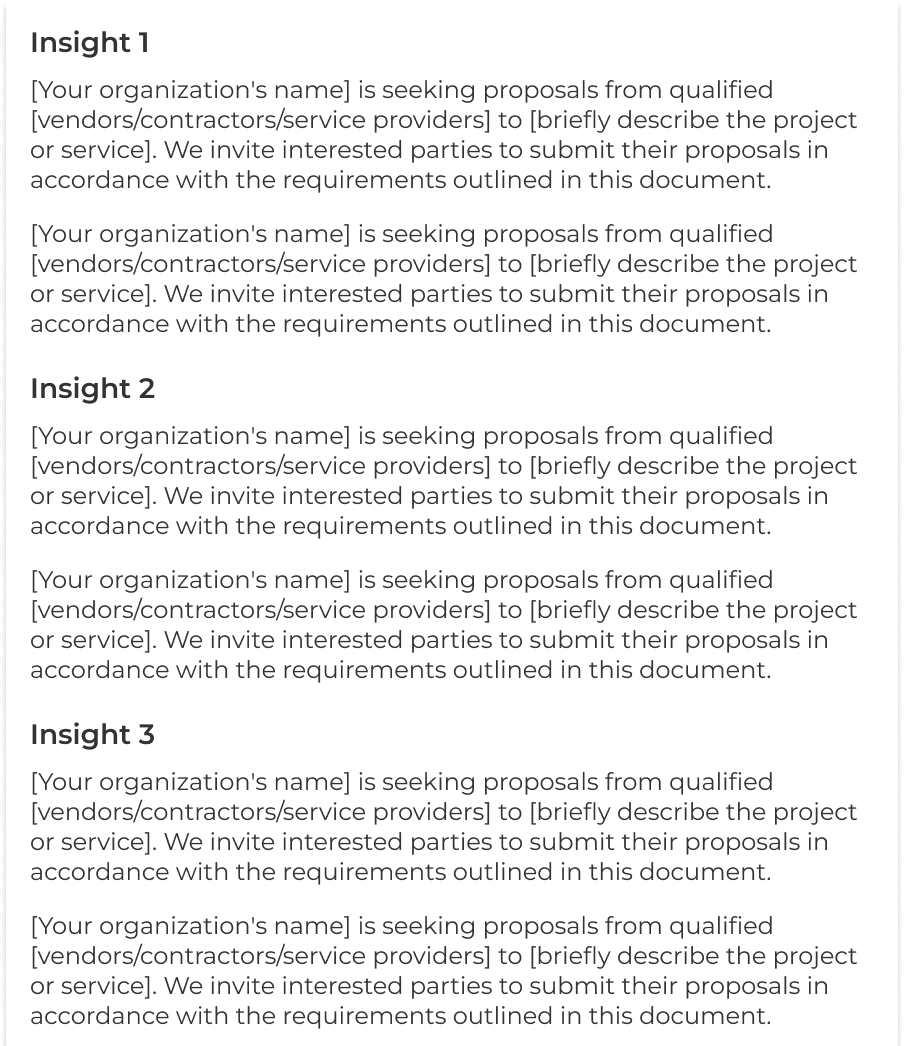 Insight 1
[Your organization's name] is seeking proposals from qualified
[vendors/contractors/service providers] to [briefly describe the project
or service]. We invite interested parties to submit their proposals in
accordance with the requirements outlined in this document.
[Your organization's name] is seeking proposals from qualified
[vendors/contractors/service providers] to [briefly describe the project
or service]. We invite interested parties to submit their proposals in
accordance with the requirements outlined in this document.
Insight 2
[Your organization's name] is seeking proposals from qualified
[vendors/contractors/service providers] to [briefly describe the project
or service]. We invite interested parties to submit their proposals in
accordance with the requirements outlined in this document.
[Your organization's name] is seeking proposals from qualified
[vendors/contractors/service providers] to [briefly describe the project
or service]. We invite interested parties to submit their proposals in
accordance with the requirements outlined in this document.
Insight 3
[Your organization's name] is seeking proposals from qualified
[vendors/contractors/service providers] to [briefly describe the project
or service]. We invite interested parties to submit their proposals in
accordance with the requirements outlined in this document.
[Your organization's name] is seeking proposals from qualified
[vendors/contractors/service providers] to [briefly describe the project
or service]. We invite interested parties to submit their proposals in
accordance with the requirements outlined in this document.